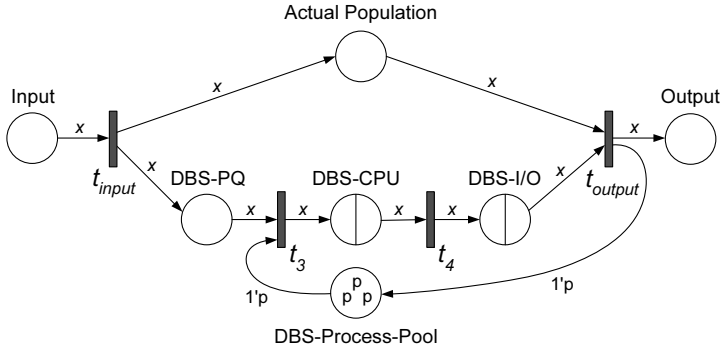 Actual Population
Input
Output
x
x
x
x
t_input
t_output
x
x
DBS-PQ
DBS-CPU
DBS-I/O
x
x
x
x
t_3
t_4
1'p
p
p p
1'p
DBS-Process-Pool